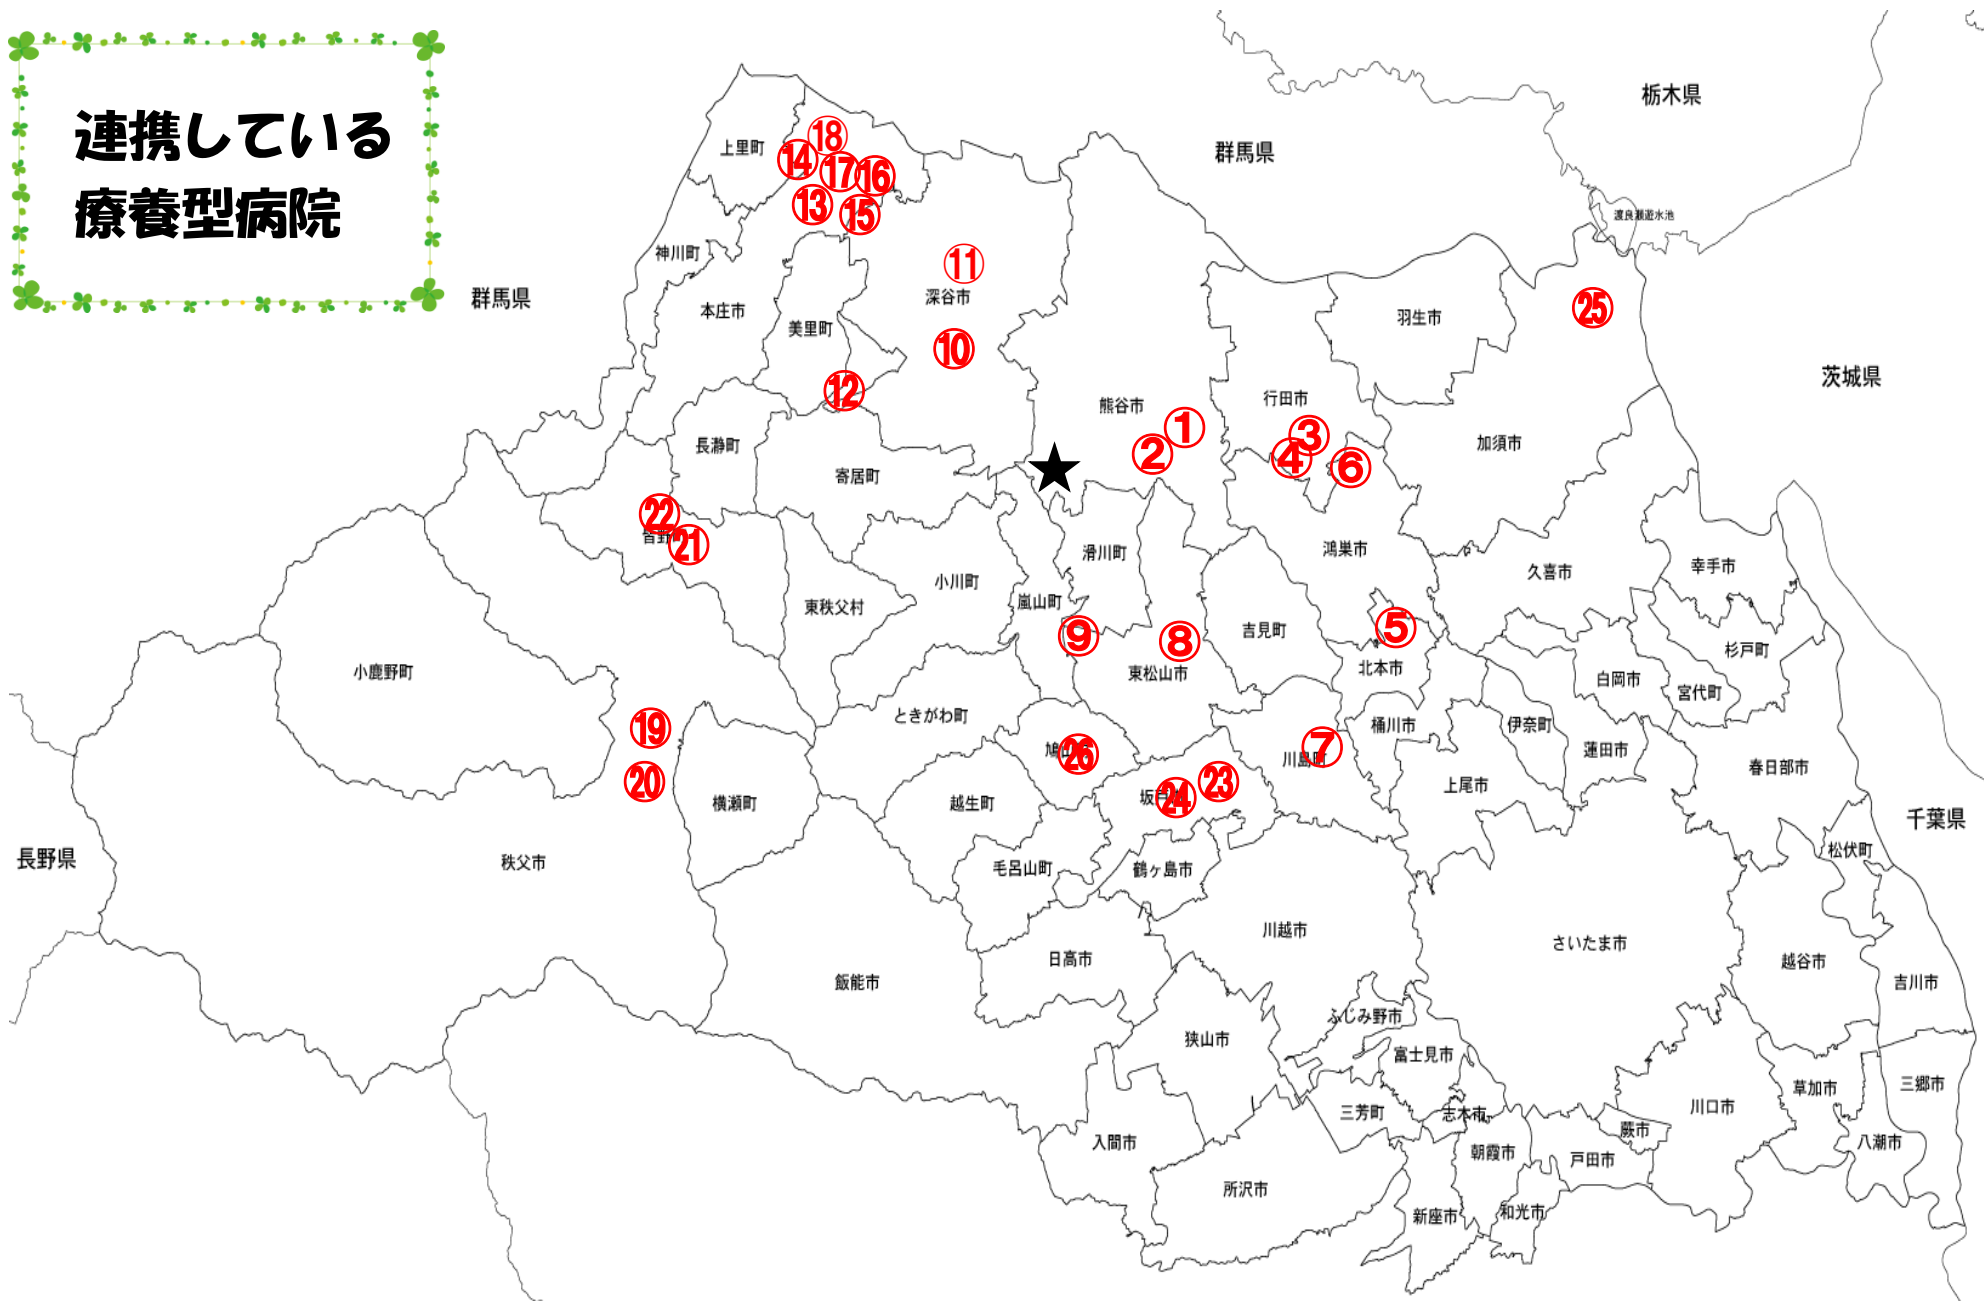 連携している
療養型病院
栃木県
群馬県
上里町
⑱
⑭
⑰
⑯
⑬
⑮
渡良瀬遊水池
神川町
⑪
群馬県
深谷市
本庄市
美里町
羽生市
㉕
⑩
茨城県
⑫
熊谷市
行田市
①
③
②
④
⑥
長瀞町
寄居町
加須市
★
㉒
皆野
㉑
滑川町
鴻巣市
小川町
久喜市
幸手市
東秩父村
嵐山町
⑨
⑧
吉見町
⑤
小鹿野町
東松山市
北本市
白岡市
杉戸町
宮代町
⑲
ときがわ町
桶川市
伊奈町
鳩山
㉖
⑦
川島町
蓮田市
春日部市
⑳
横瀬町
越生町
坂戸
㉔
㉓
上尾市
千葉県
長野県
秩父市
毛呂山町
鶴ヶ島市
松伏町
川越市
さいたま市
日高市
越谷市
飯能市
吉川市
ふじみ野市
狭山市
富士見市
三芳町
志木市
川口市
草加市
三郷市
入間市
朝霞市
蕨市
戸田市
八潮市
所沢市
新座市
和光市